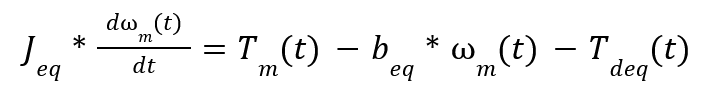 J_eq * dω_m(t)/dt = T_m(t) − b_eq * ω_m(t) − T_deq(t)